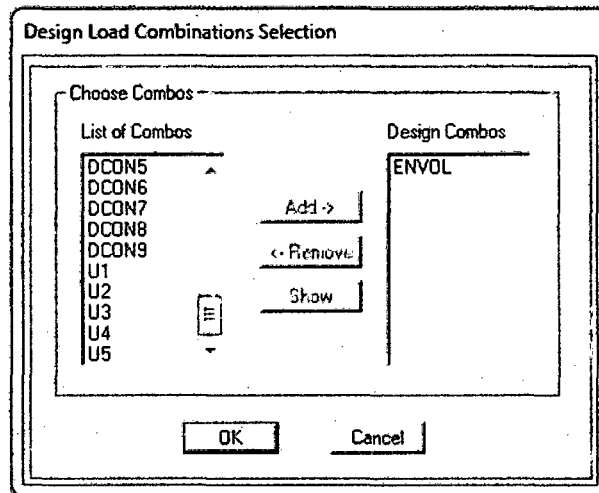 Design Load Combinations Selection
Choose Combos
List of Combos
DCON5
DCON6
DCON7
DCON8
DCON9
U1
U2
U3
U4
U5
Add ->
<- Remove
Show
Design Combos
ENVOL
OK
Cancel